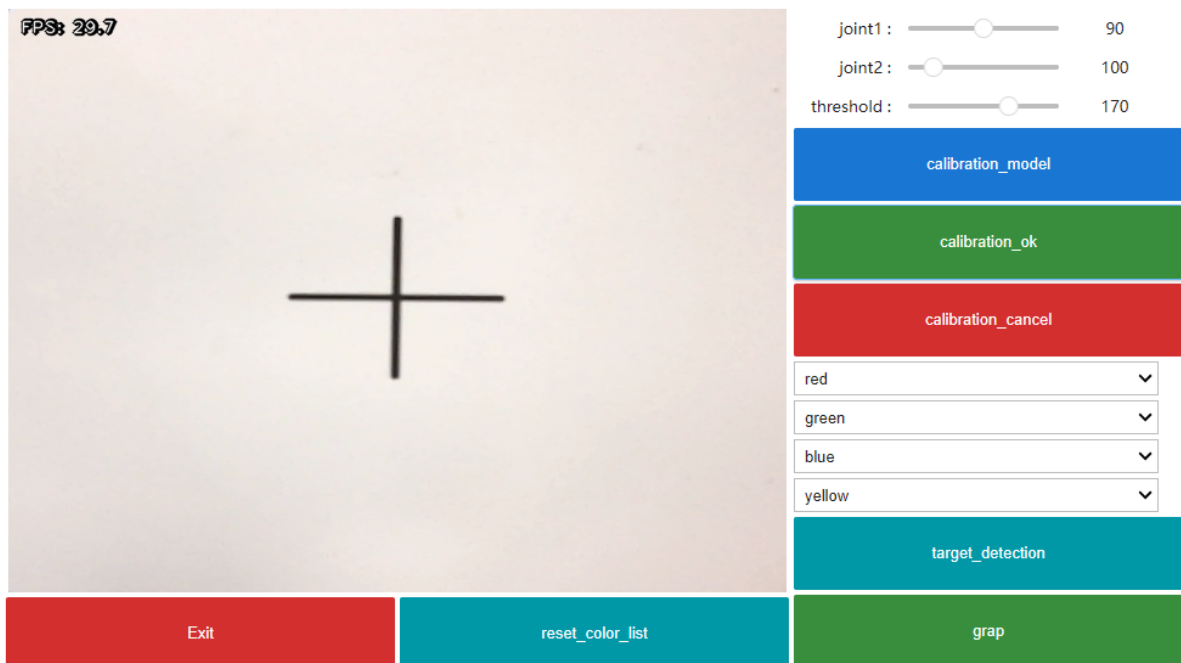 FPS: 29.7
joint1 : 90
joint2 : 100
threshold : 170
calibration_model
calibration_ok
calibration_cancel
red
green
blue
yellow
target_detection
Exit
reset_color_list
grap